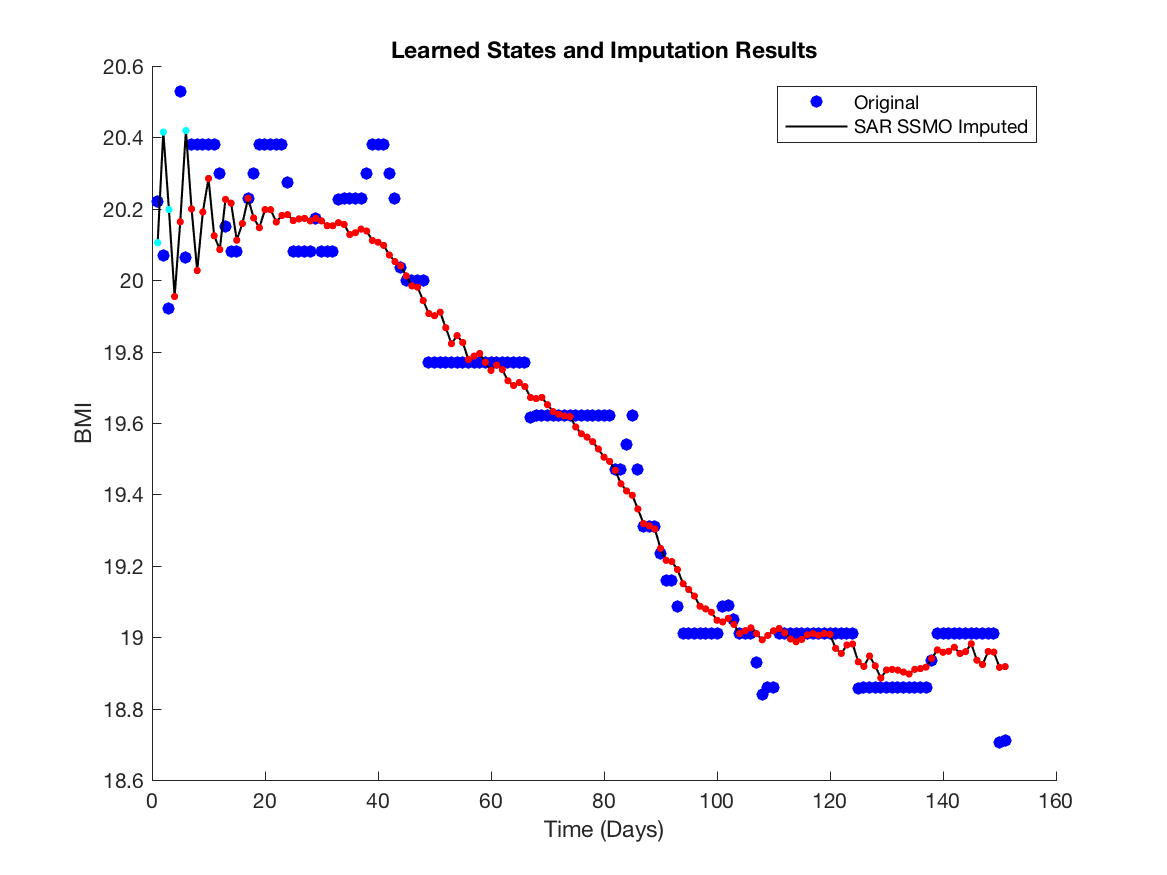 Learned States and Imputation Results
Original
SAR SSMO Imputed
BMI
20.6
20.4
20.2
20
19.8
19.6
19.4
19.2
19
18.8
18.6
0 20 40 60 80 100 120 140 160
Time (Days)